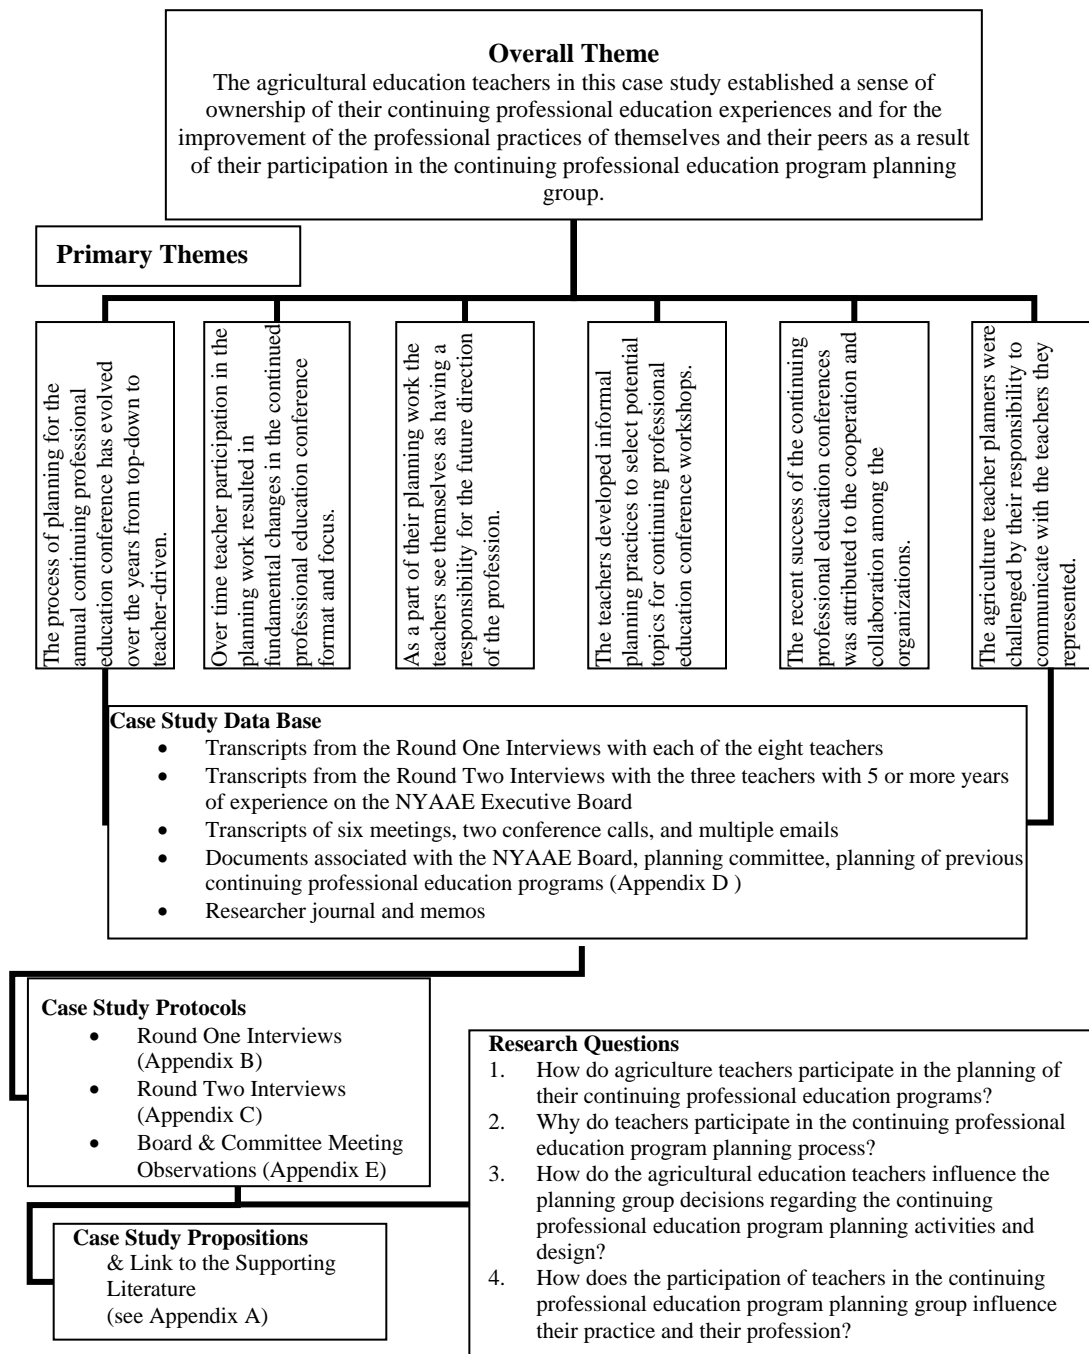 Overall Theme
The agricultural education teachers in this case study established a sense of
ownership of their continuing professional education experiences and for the
improvement of the professional practices of themselves and their peers as a result
of their participation in the continuing professional education program planning
group.
Primary Themes
The process of planning for the
annual continuing professional
education conference has evolved
over the years from top-down to
teacher-driven.
Over time teacher participation in the
planning work resulted in
fundamental changes in the continued
professional education conference
format and focus.
As a part of their planning work the
teachers see themselves as having a
responsibility for the future direction
of the profession.
The teachers developed informal
planning practices to select potential
topics for continuing professional
education conference workshops.
The recent success of the continuing
professional education conferences
was attributed to the cooperation and
collaboration among the
organizations.
The agriculture teacher planners were
challenged by their responsibility to
communicate with the teachers they
represented.
Case Study Data Base
• Transcripts from the Round One Interviews with each of the eight teachers
• Transcripts from the Round Two Interviews with the three teachers with 5 or more years
of experience on the NYAAE Executive Board
• Transcripts of six meetings, two conference calls, and multiple emails
• Documents associated with the NYAAE Board, planning committee, planning of previous
continuing professional education programs (Appendix D )
• Researcher journal and memos
Case Study Protocols
• Round One Interviews
(Appendix B)
• Round Two Interviews
(Appendix C)
• Board & Committee Meeting
Observations (Appendix E)
Case Study Propositions
& Link to the Supporting
Literature
(see Appendix A)
Research Questions
1. How do agriculture teachers participate in the planning of
their continuing professional education programs?
2. Why do teachers participate in the continuing professional
education program planning process?
3. How do the agricultural education teachers influence the
planning group decisions regarding the continuing
professional education program planning activities and
design?
4. How does the participation of teachers in the continuing
professional education program planning group influence
their practice and their profession?